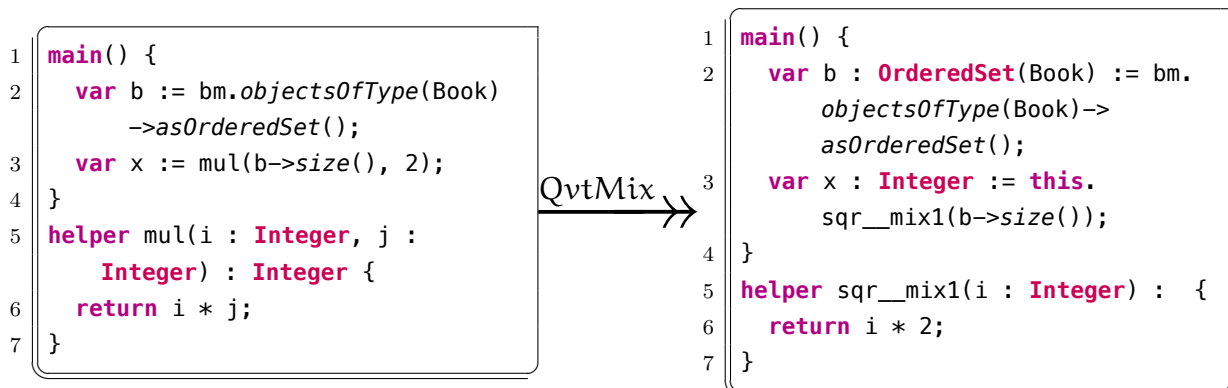 1 main() {
2 var b := bm.objectsOfType(Book)
->asOrderedSet();
3 var x := mul(b->size(), 2);
4 }
5 helper mul(i : Integer, j :
Integer) : Integer {
6 return i * j;
7 }
QvtMix
1 main() {
2 var b : OrderedSet(Book) := bm.
objectsOfType(Book)->
asOrderedSet();
3 var x : Integer := this.
sqr__mix1(b->size());
4 }
5 helper sqr__mix1(i : Integer) :  {
6 return i * 2;
7 }